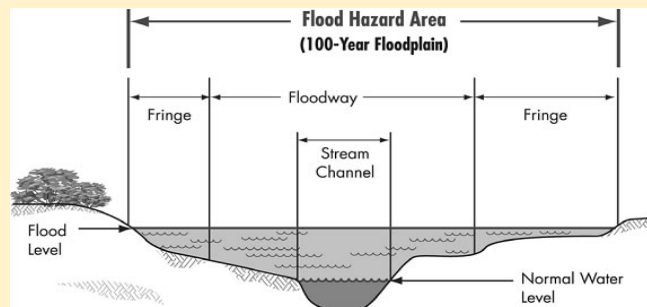 Flood Hazard Area
(100-Year Floodplain)
Floodway
Fringe
Fringe
Stream
Channel
Flood
Level
Normal Water
Level